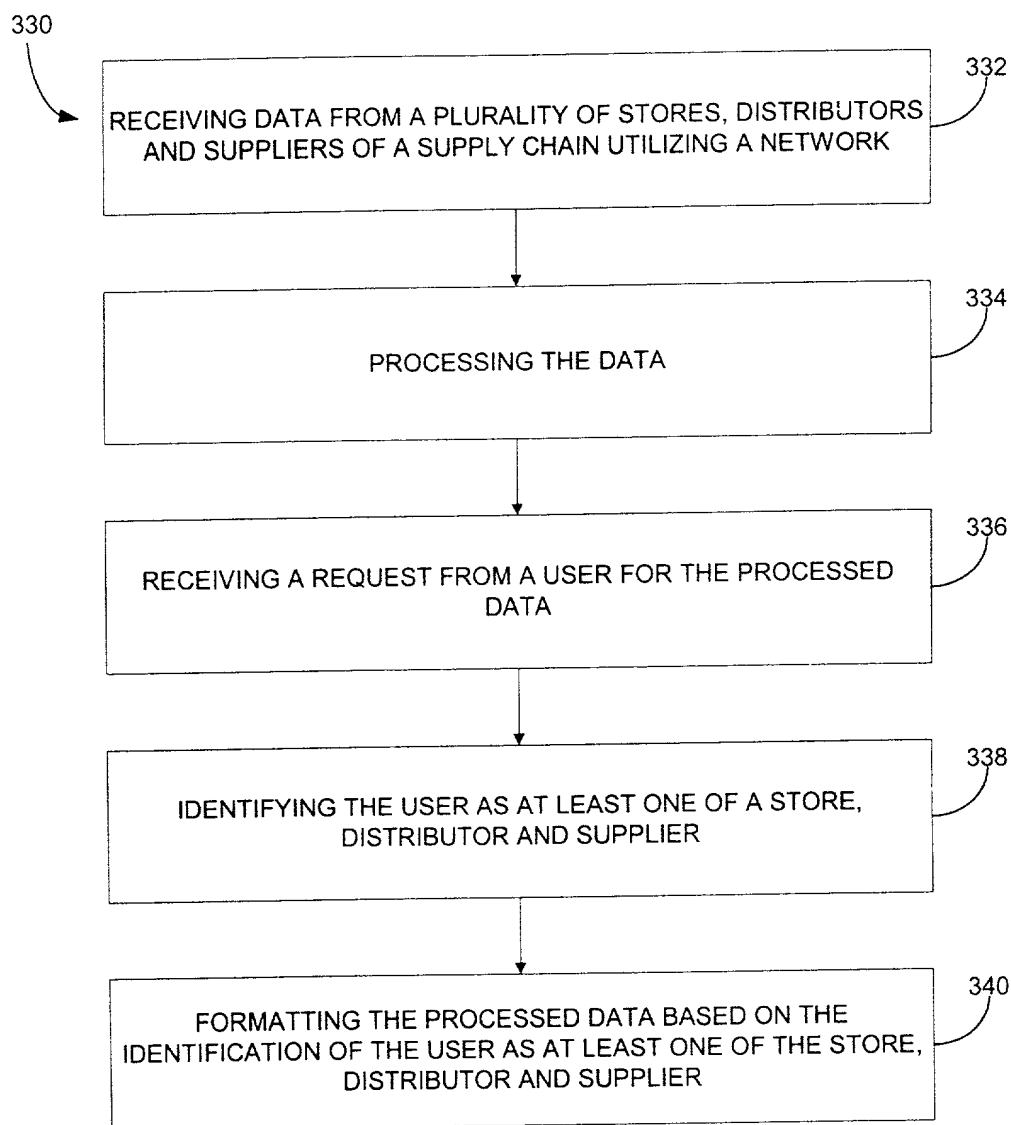 330
332
RECEIVING DATA FROM A PLURALITY OF STORES, DISTRIBUTORS
AND SUPPLIERS OF A SUPPLY CHAIN UTILIZING A NETWORK
334
PROCESSING THE DATA
336
RECEIVING A REQUEST FROM A USER FOR THE PROCESSED
DATA
338
IDENTIFYING THE USER AS AT LEAST ONE OF A STORE,
DISTRIBUTOR AND SUPPLIER
340
FORMATTING THE PROCESSED DATA BASED ON THE
IDENTIFICATION OF THE USER AS AT LEAST ONE OF THE STORE,
DISTRIBUTOR AND SUPPLIER